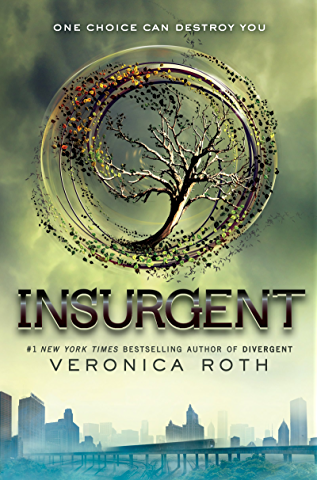 ONE CHOICE CAN DESTROY YOU
INSURGENT
#1 NEW YORK TIMES BESTSELLING AUTHOR OF DIVERGENT
VERONICA ROTH